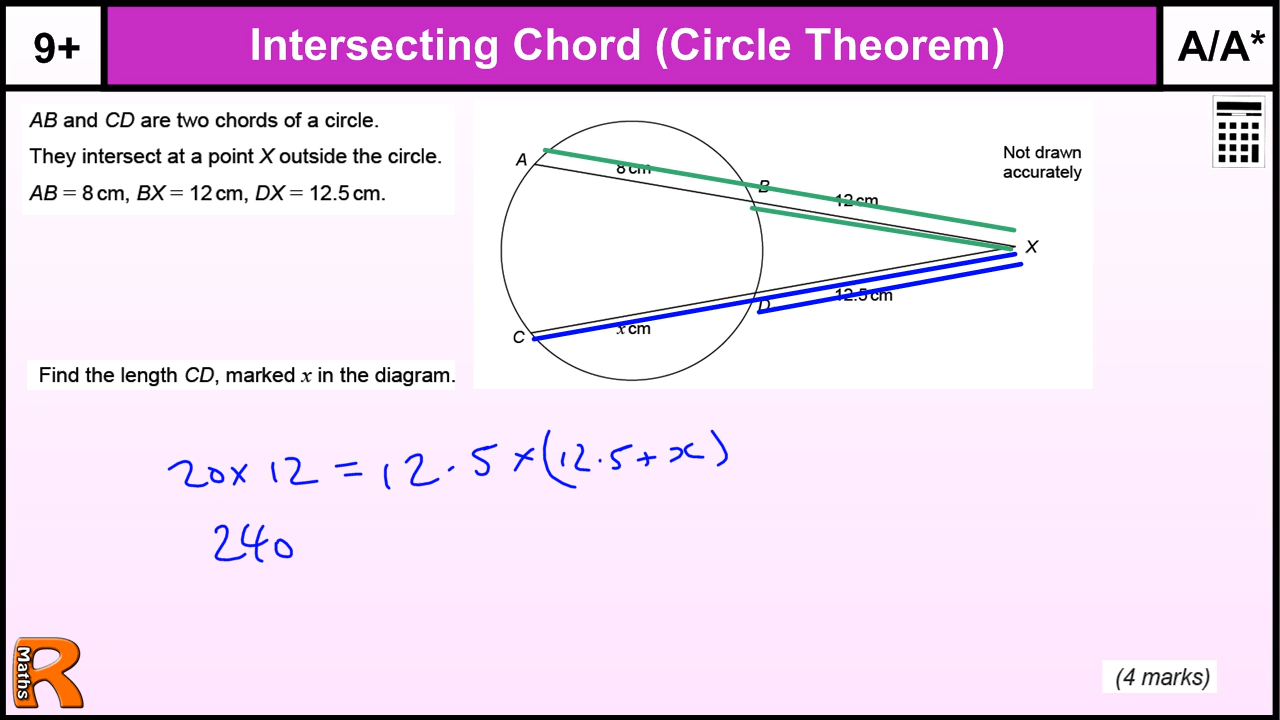 9+
Intersecting Chord (Circle Theorem)
A/A*
AB and CD are two chords of a circle.
They intersect at a point X outside the circle.
AB = 8 cm, BX = 12 cm, DX = 12.5 cm.
A
8 cm
B
12 cm
Not drawn
accurately
X
12.5 cm
D
x cm
C
Find the length CD, marked x in the diagram.
20 x 12 = 12.5 x (12.5 + x)
240
R
Maths
(4 marks)